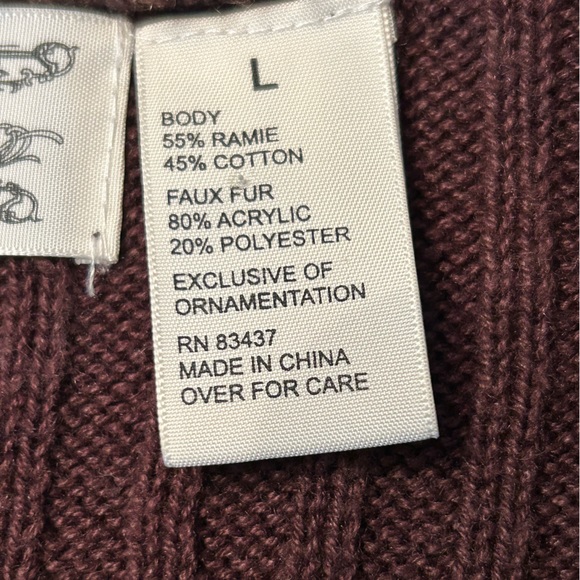 L
BODY
55% RAMIE
45% COTTON
FAUX FUR
80% ACRYLIC
20% POLYESTER
EXCLUSIVE OF
ORNAMENTATION
RN 83437
MADE IN CHINA
OVER FOR CARE